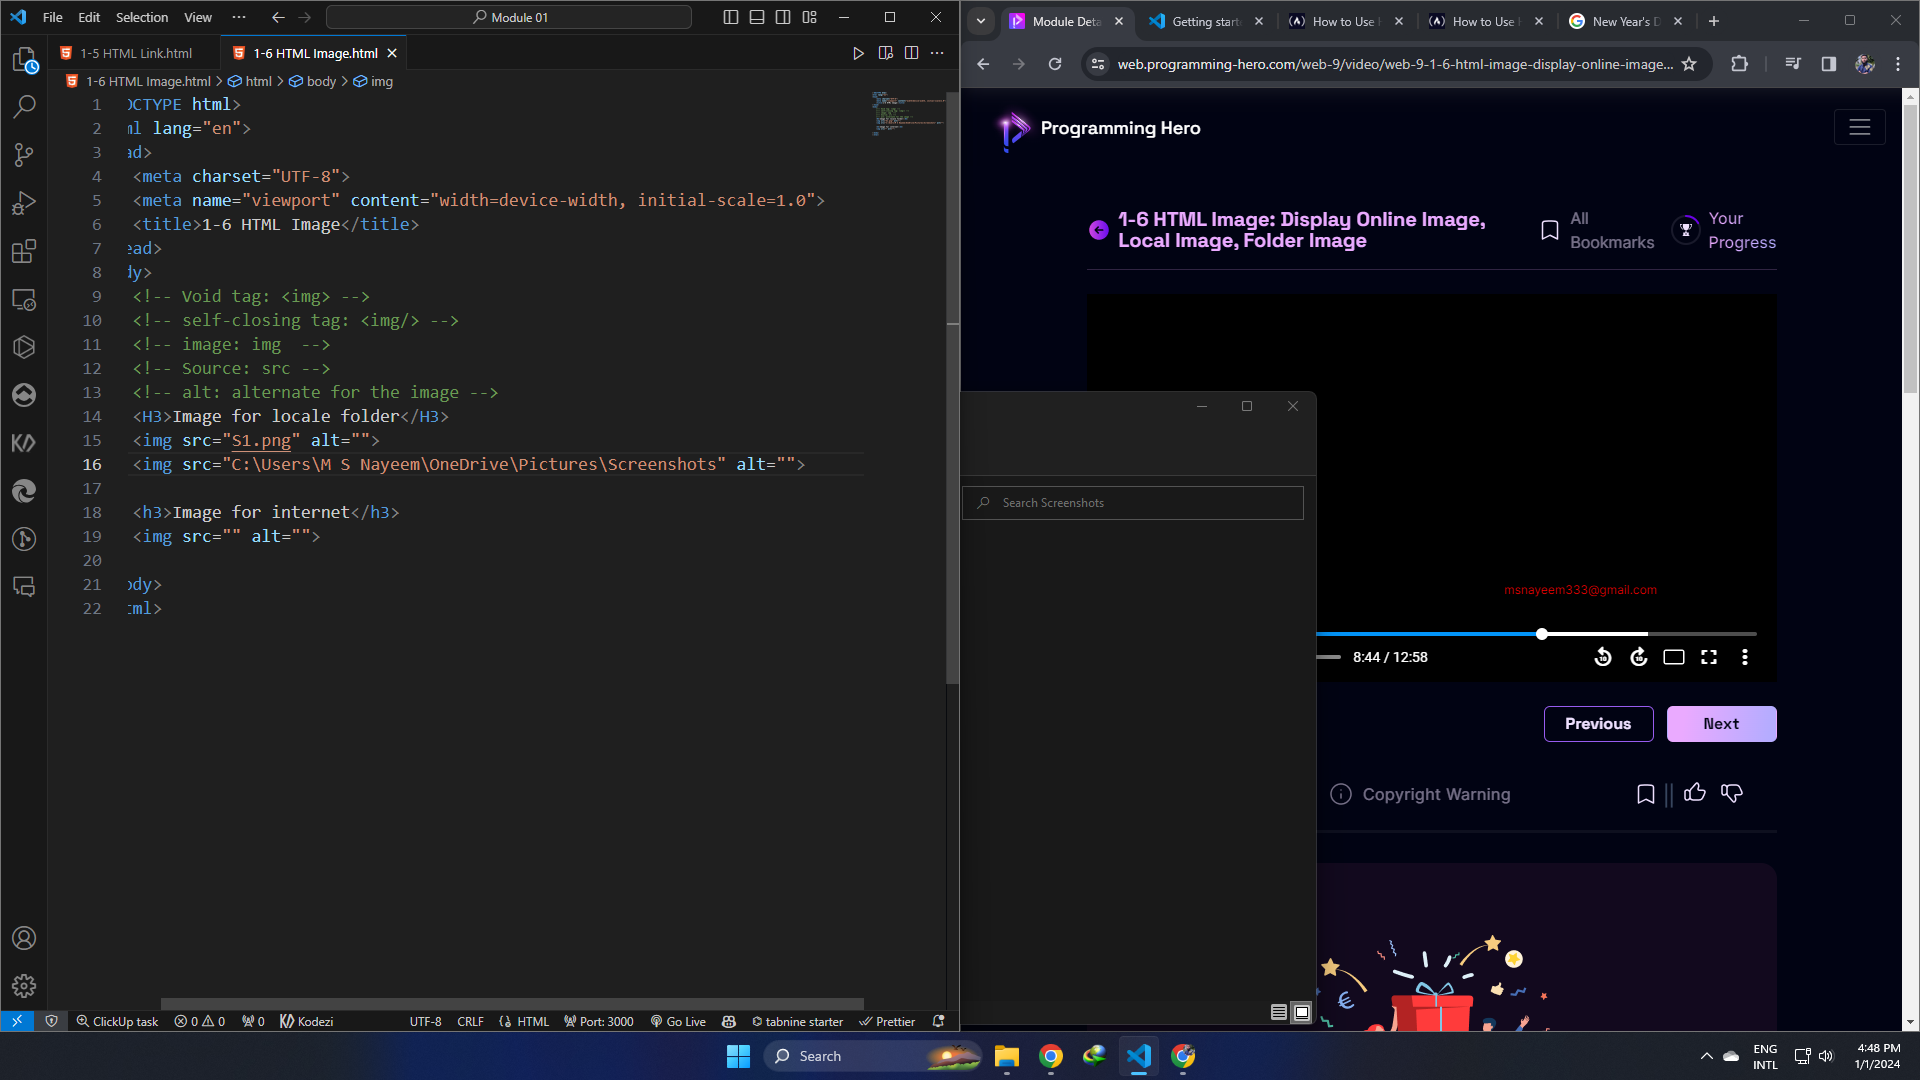 File Edit Selection View ··· Module 01
1-5 HTML Link.html 1-6 HTML Image.html
1-6 HTML Image.html > html > body > img
1 OCTYPE html>
2 ml lang="en">
3 ad>
4 <meta charset="UTF-8">
5 <meta name="viewport" content="width=device-width, initial-scale=1.0">
6 <title>1-6 HTML Image</title>
7 ead>
8 dy>
9 <!-- Void tag: <img> -->
10 <!-- self-closing tag: <img/> -->
11 <!-- image: img  -->
12 <!-- Source: src -->
13 <!-- alt: alternate for the image -->
14 <H3>Image for locale folder</H3>
15 <img src="S1.png" alt="">
16 <img src="C:\Users\M S Nayeem\OneDrive\Pictures\Screenshots" alt="">
17
18 <h3>Image for internet</h3>
19 <img src="" alt="">
20
21 ody>
22 tml>
ClickUp task 0 0 0 Kodezi UTF-8 CRLF HTML Port: 3000 Go Live tabnine starter Prettier
Module Deta Getting start How to Use How to Use New Year's D
web.programming-hero.com/web-9/video/web-9-1-6-html-image-display-online-image...
Programming Hero
1-6 HTML Image: Display Online Image,
Local Image, Folder Image
All
Bookmarks
Your
Progress
Search Screenshots
msnayeem333@gmail.com
8:44 / 12:58
Previous Next
Copyright Warning
Search
ENG
INTL
4:48 PM
1/1/2024